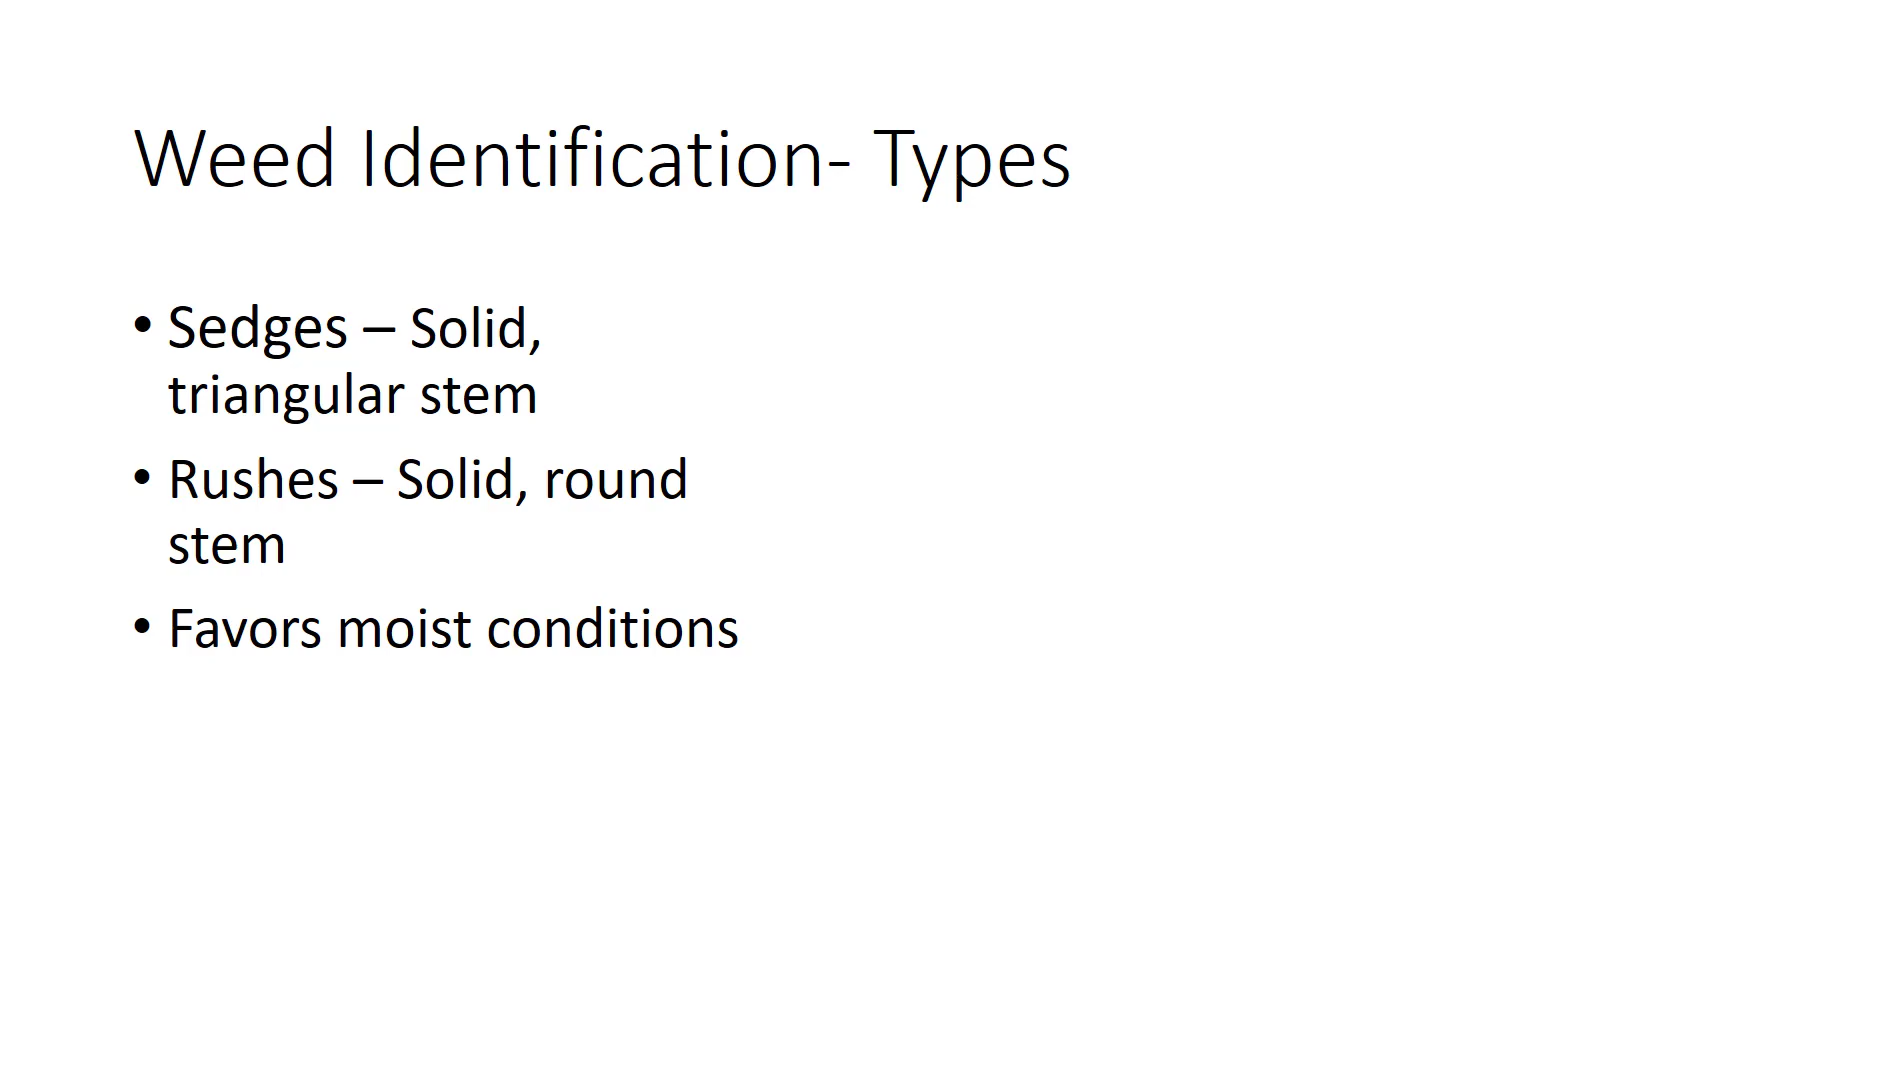 Weed Identification- Types
• Sedges – Solid,
triangular stem
• Rushes – Solid, round
stem
• Favors moist conditions